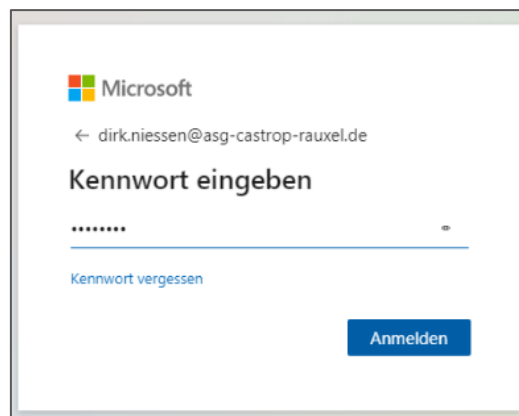 Microsoft
← dirk.niessen@asg-castrop-rauxel.de
Kennwort eingeben
••••••••
Kennwort vergessen
Anmelden